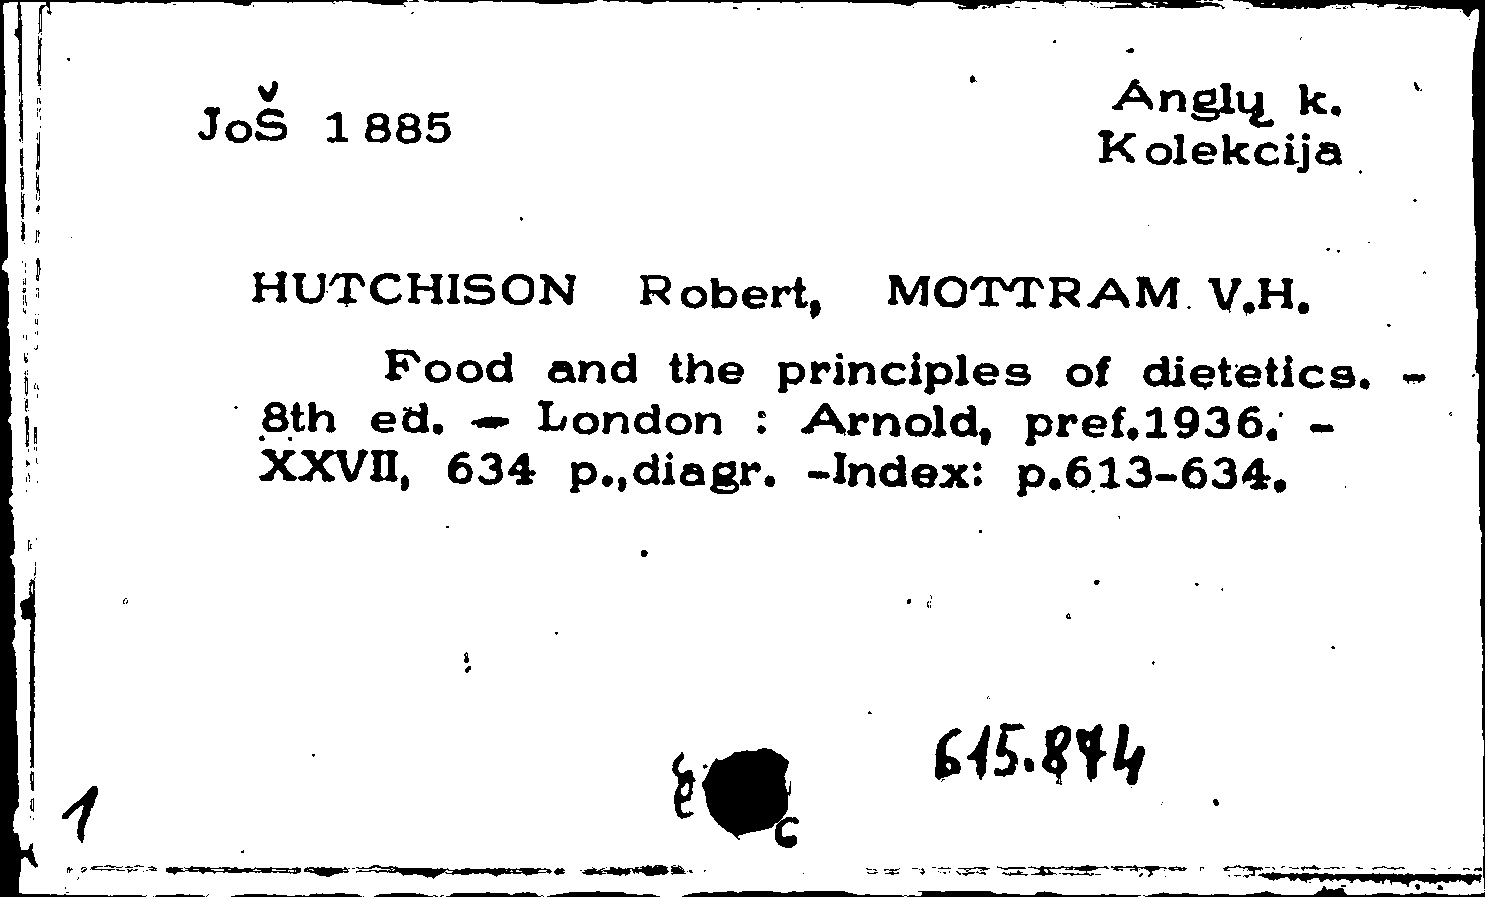 JoŠ 1885
Anglų k.
Kolekcija
HUTCHISON Robert, MOTTRAM V.H.
Food and the principles of dietetics. -
8th ed. - London : Arnold, pref.1936. -
XXVII, 634 p.,diagr. -Index: p.613-634.
615.874
1